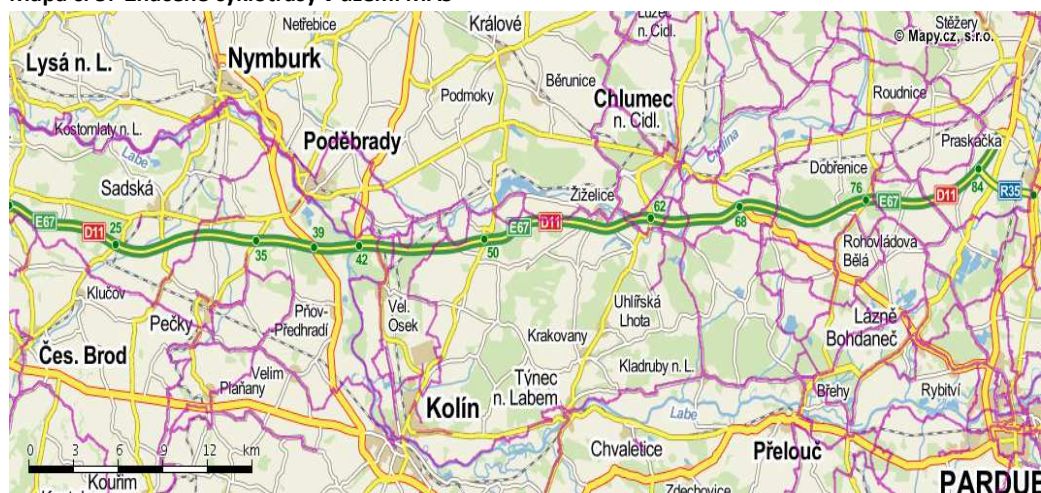 Netřebice
Králové
n. Cidl.
Stěžery
© Mapy.cz, s.r.o.
Lysá n. L.
Nymburk
Běrunice
Podmoky
Chlumec
n. Cidl.
Roudnice
Kostomlaty n. L.
Poděbrady
Cidlina
Praskačka
Labe
Sadská
Dobřenice
Žiželice
E67
D11
25
35
39
42
50
E67
D11
62
68
76
E67
D11
84
R35
Rohovládova
Bělá
Klučov
Pečky
Pňov-
Předhradí
Vel.
Osek
Uhlířská
Lhota
Krakovany
Lázně
Bohdaneč
Čes. Brod
Velim
Plaňany
Kladruby n. L.
Týnec
n. Labem
Břehy
Rybitví
Kolín
Labe
Chvaletice
Přelouč
0 3 6 9 12 km
Kouřim
Zdechovice
PARDUB